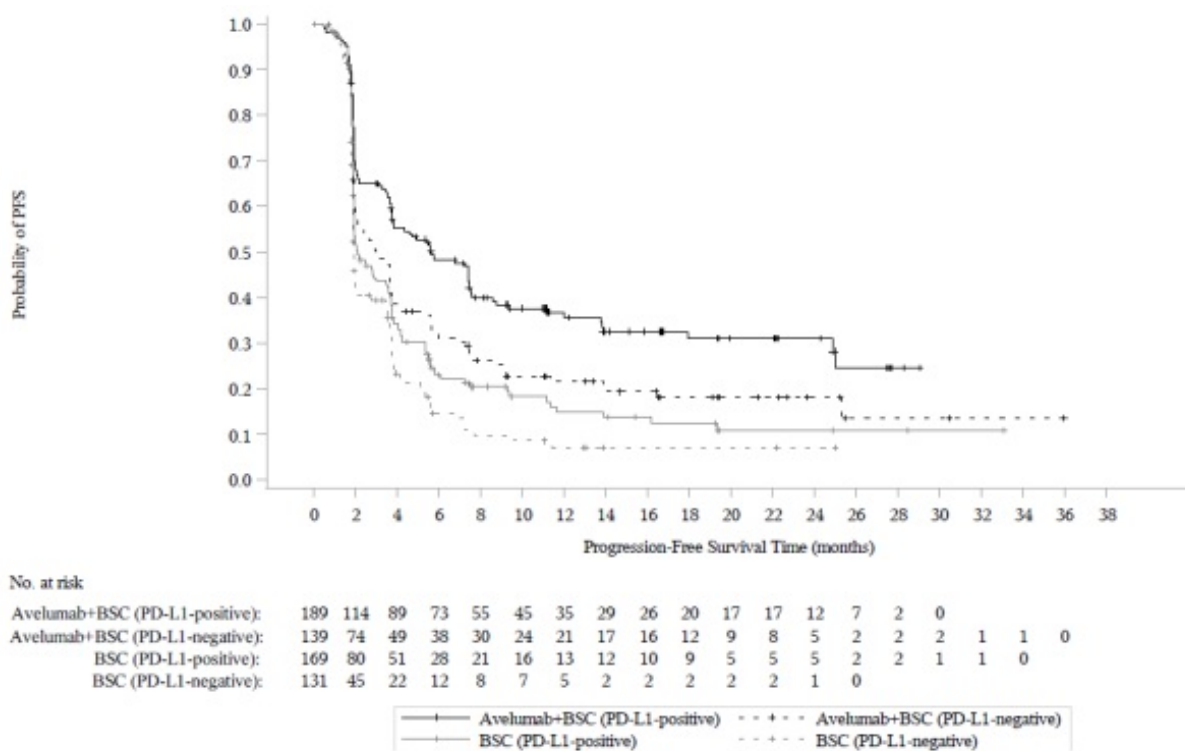 1.0
0.9
0.8
0.7
0.6
0.5
0.4
0.3
0.2
0.1
0.0
Probability of PFS
0 2 4 6 8 10 12 14 16 18 20 22 24 26 28 30 32 34 36 38
Progression-Free Survival Time (months)
No. at risk
Avelumab+BSC (PD-L1-positive): 189 114 89 73 55 45 35 29 26 20 17 17 12 7 2 0
Avelumab+BSC (PD-L1-negative): 139 74 49 38 30 24 21 17 16 12 9 8 5 2 2 2 1 1 0
BSC (PD-L1-positive): 169 80 51 28 21 16 13 12 10 9 5 5 5 2 2 1 1 0
BSC (PD-L1-negative): 131 45 22 12 8 7 5 2 2 2 2 2 1 0
Avelumab+BSC (PD-L1-positive) Avelumab+BSC (PD-L1-negative)
BSC (PD-L1-positive) BSC (PD-L1-negative)